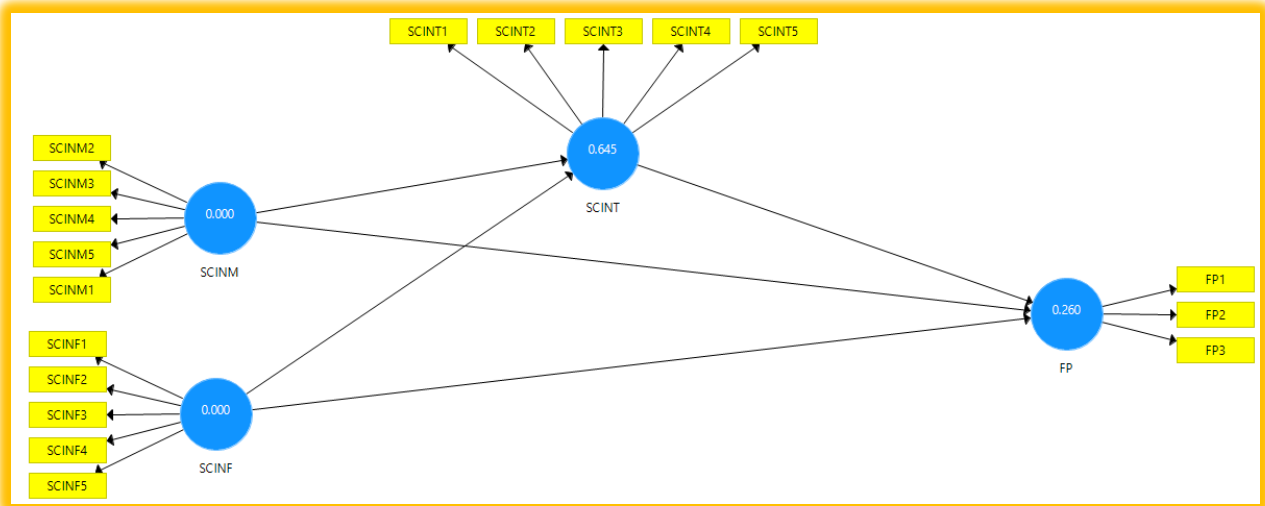 SCINT1 SCINT2 SCINT3 SCINT4 SCINT5
0.645
SCINT
SCINM2
SCINM3
SCINM4
SCINM5
SCINM1
0.000
SCINM
SCINF1
SCINF2
SCINF3
SCINF4
SCINF5
0.000
SCINF
0.260
FP
FP1
FP2
FP3